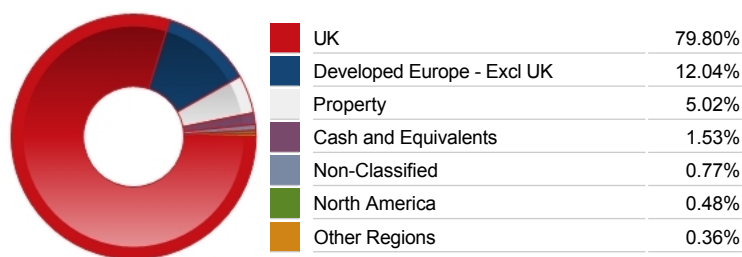 UK 79.80%
Developed Europe - Excl UK 12.04%
Property 5.02%
Cash and Equivalents 1.53%
Non-Classified 0.77%
North America 0.48%
Other Regions 0.36%